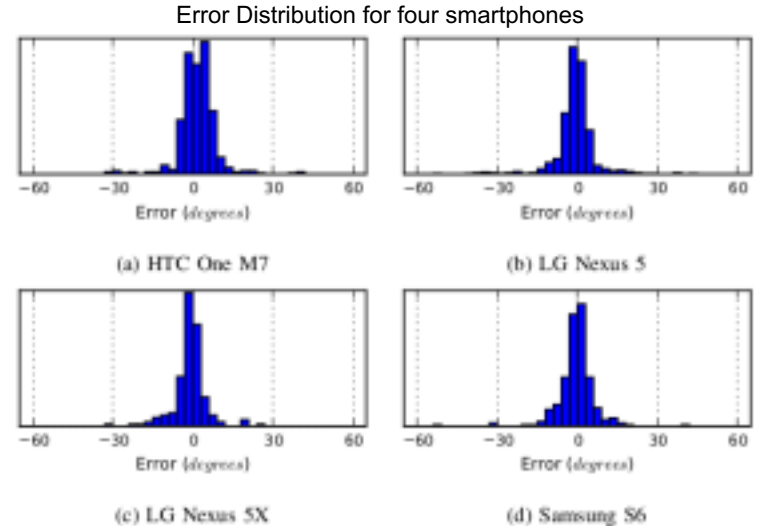 Error Distribution for four smartphones
−60 −30 0 30 60
Error (degrees)
(a) HTC One M7
−60 −30 0 30 60
Error (degrees)
(b) LG Nexus 5
−60 −30 0 30 60
Error (degrees)
(c) LG Nexus 5X
−60 −30 0 30 60
Error (degrees)
(d) Samsung S6